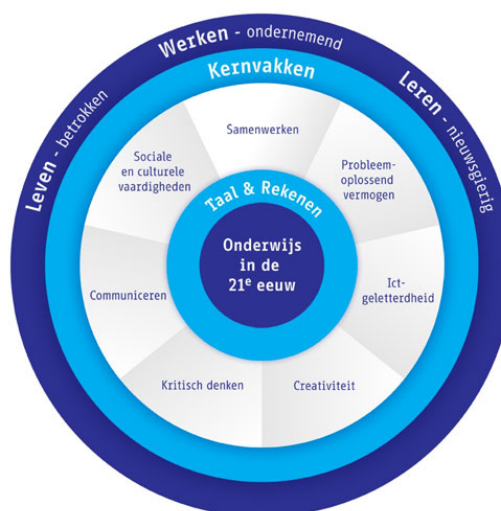 Werken - ondernemend
Leven - betrokken
Leren - nieuwsgierig
Kernvakken
Samenwerken
Probleem-
oplossend
vermogen
Ict-
geletterdheid
Creativiteit
Kritisch denken
Communiceren
Sociale
en culturele
vaardigheden
Taal & Rekenen
Onderwijs
in de
21e eeuw